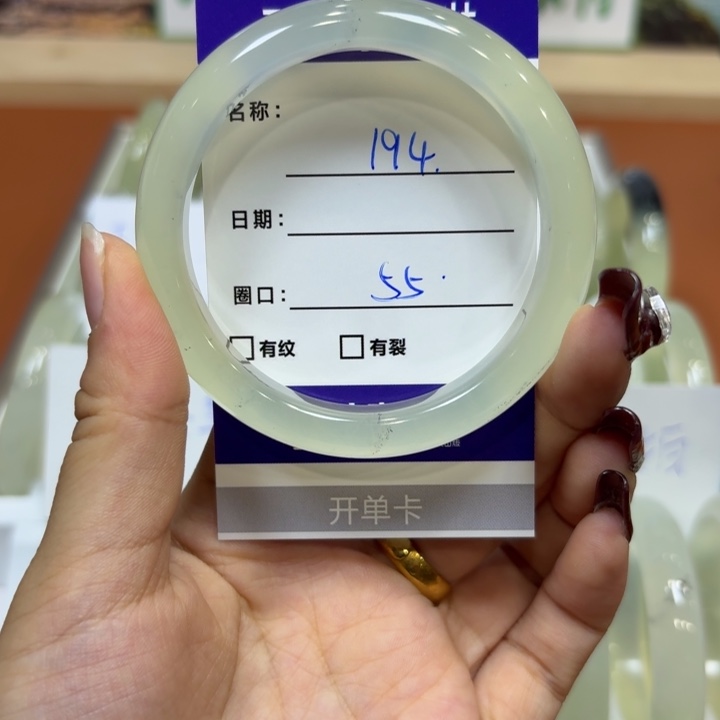 名称: 194.
日期:
圈口: 55
有纹 有裂
开单卡